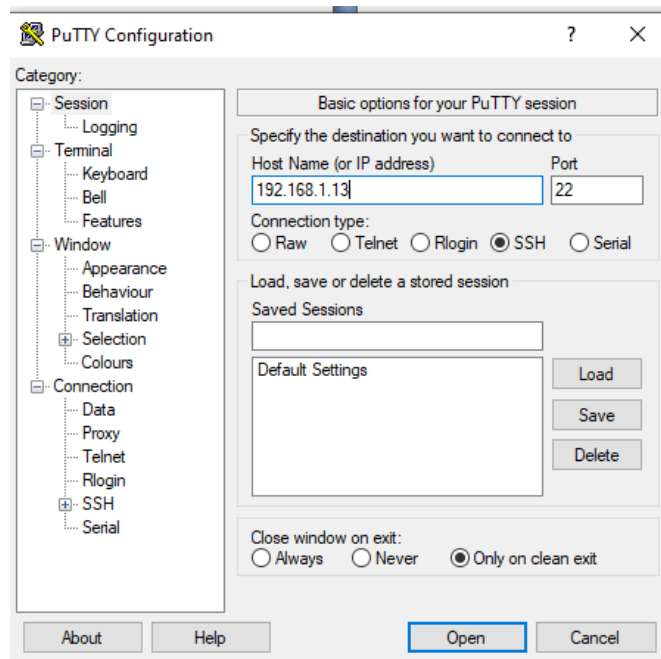 PuTTY Configuration
?
Category:
Session
Logging
Terminal
Keyboard
Bell
Features
Window
Appearance
Behaviour
Translation
Selection
Colours
Connection
Data
Proxy
Telnet
Rlogin
SSH
Serial
Basic options for your PuTTY session
Specify the destination you want to connect to
Host Name (or IP address) Port
192.168.1.13 22
Connection type:
Raw Telnet Rlogin SSH Serial
Load, save or delete a stored session
Saved Sessions
Default Settings
Load
Save
Delete
Close window on exit:
Always Never Only on clean exit
About Help Open Cancel